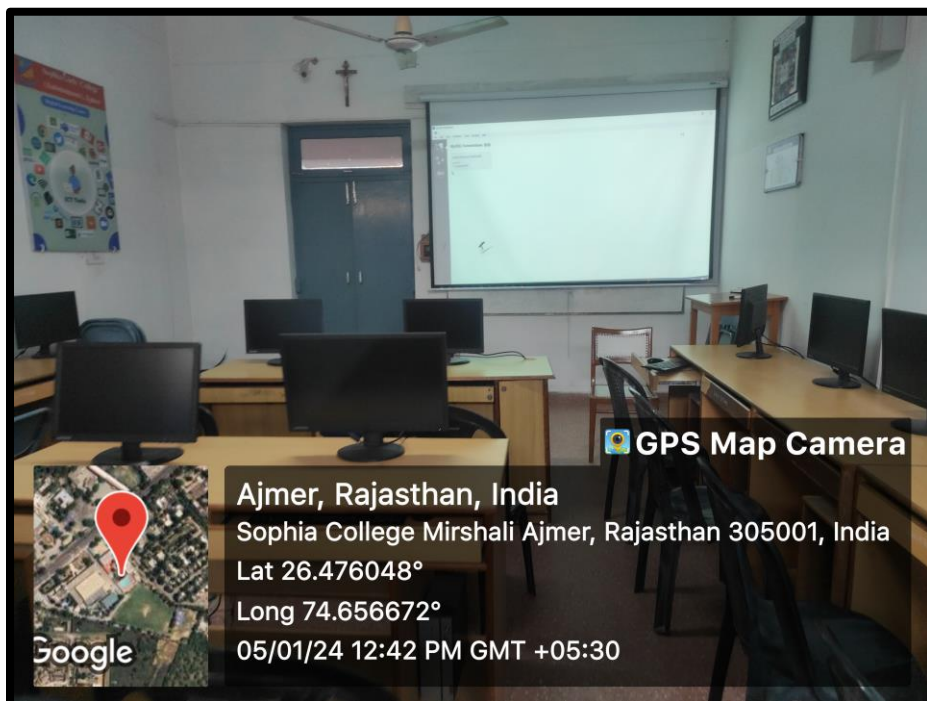 GPS Map Camera
Ajmer, Rajasthan, India
Sophia College Mirshali Ajmer, Rajasthan 305001, India
Lat 26.476048°
Long 74.656672°
05/01/24 12:42 PM GMT +05:30
Google